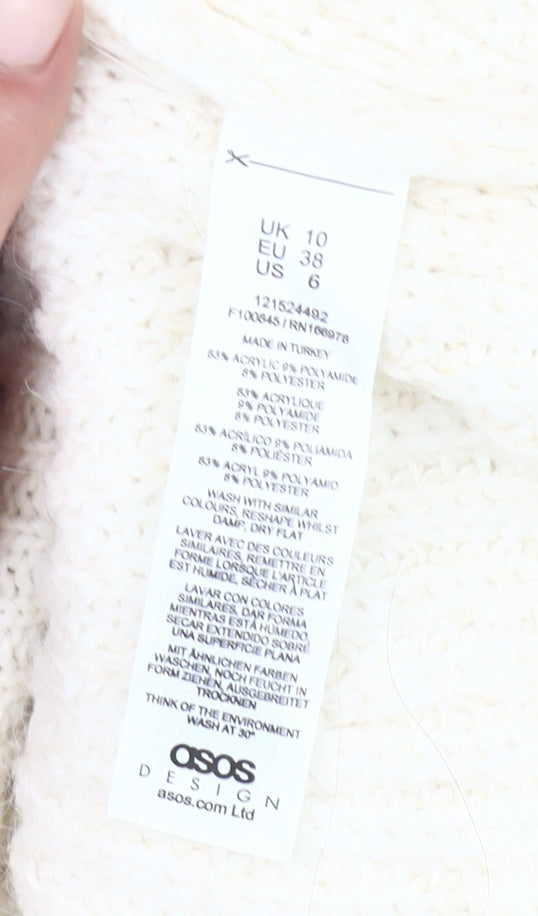 UK 10
EU 38
US 6
121524492
F100845 / RN166978
MADE IN TURKEY
83% ACRYLIC 9% POLYAMIDE
8% POLYESTER
83% ACRYLIQUE
9% POLYAMIDE
8% POLYESTER
83% ACRÍLICO 9% POLIAMIDA
8% POLIÉSTER
83% ACRYL 9% POLYAMID
8% POLYESTER
WASH WITH SIMILAR
COLOURS, RESHAPE WHILST
DAMP, DRY FLAT
LAVER AVEC DES COULEURS
SIMILAIRES, REMETTRE EN
FORME LORSQUE L'ARTICLE
EST HUMIDE, SÉCHER À PLAT
LAVAR CON COLORES
SIMILARES, DAR FORMA
MIENTRAS ESTÁ HÚMEDO,
SECAR EXTENDIDO SOBRE
UNA SUPERFICIE PLANA
MIT ÄHNLICHEN FARBEN
WASCHEN, NOCH FEUCHT IN
FORM ZIEHEN, AUSGEBREITET
TROCKNEN
THINK OF THE ENVIRONMENT
WASH AT 30°
asos
DESIGN
asos.com Ltd